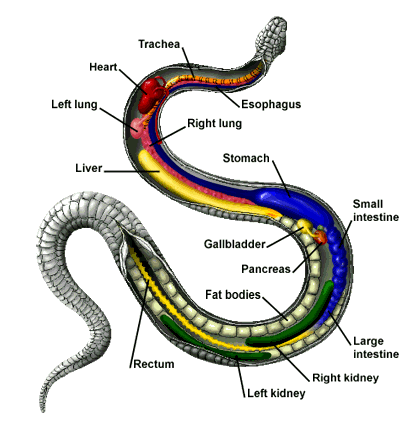 Trachea
Heart
Left lung
Esophagus
Right lung
Stomach
Liver
Small
intestine
Gallbladder
Pancreas
Fat bodies
Large
intestine
Rectum
Right kidney
Left kidney